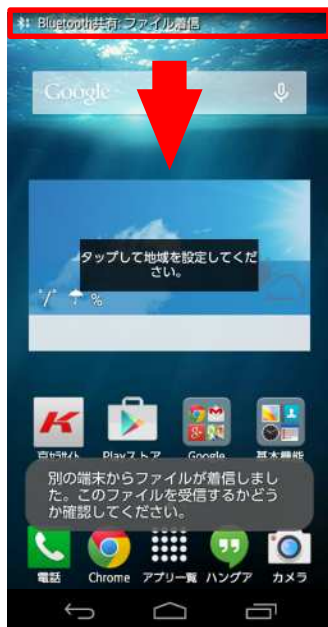 Bluetooth共有: ファイル着信
Google
タップして地域を設定してくだ
さい。
°/° %
京セラサイト Playストア Google 基本機能
別の端末からファイルが着信しまし
た。このファイルを受信するかどう
か確認してください。
電話 Chrome アプリ一覧 ハングア カメラ